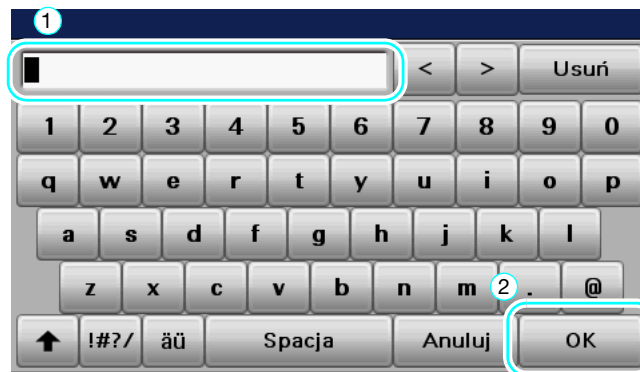 1
< > Usuń
1 2 3 4 5 6 7 8 9 0
q w e r t y u i o p
a s d f g h j k l
z x c v b n m 2 . @
!#?/ äü Spacja Anuluj OK